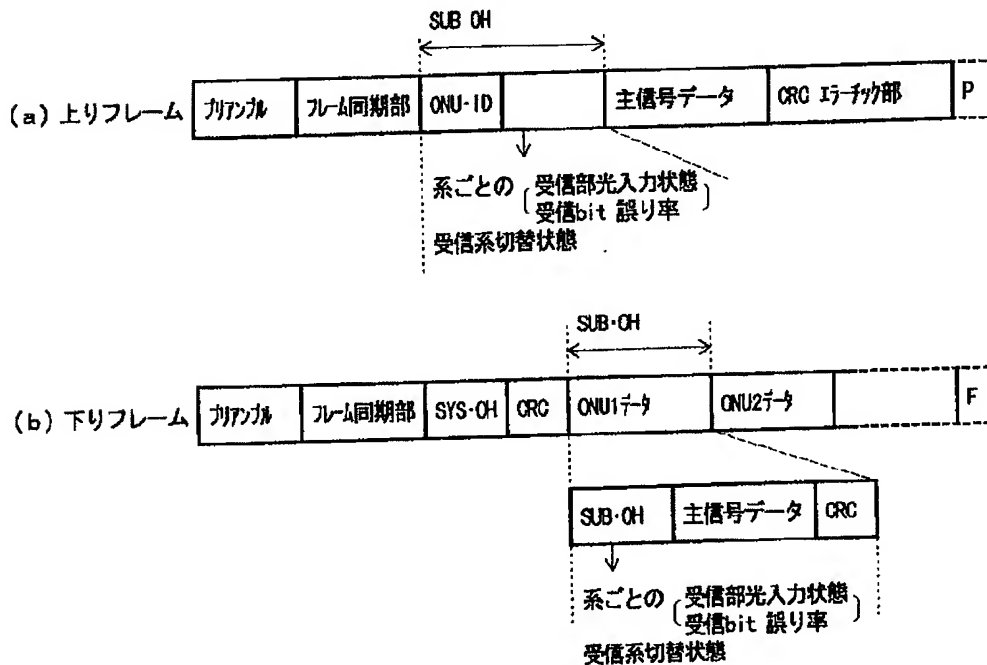 SUB OH
(a) 上りフレーム プリアンブル フレーム同期部 ONU・ID 主信号データ CRC エラーチック部 P
系ごとの 受信部光入力状態
受信bit 誤り率
受信系切替状態
SUB・OH
(b) 下りフレーム プリアンブル フレーム同期部 SYS・OH CRC ONU1データ ONU2データ F
SUB・OH 主信号データ CRC
系ごとの 受信部光入力状態
受信bit 誤り率
受信系切替状態